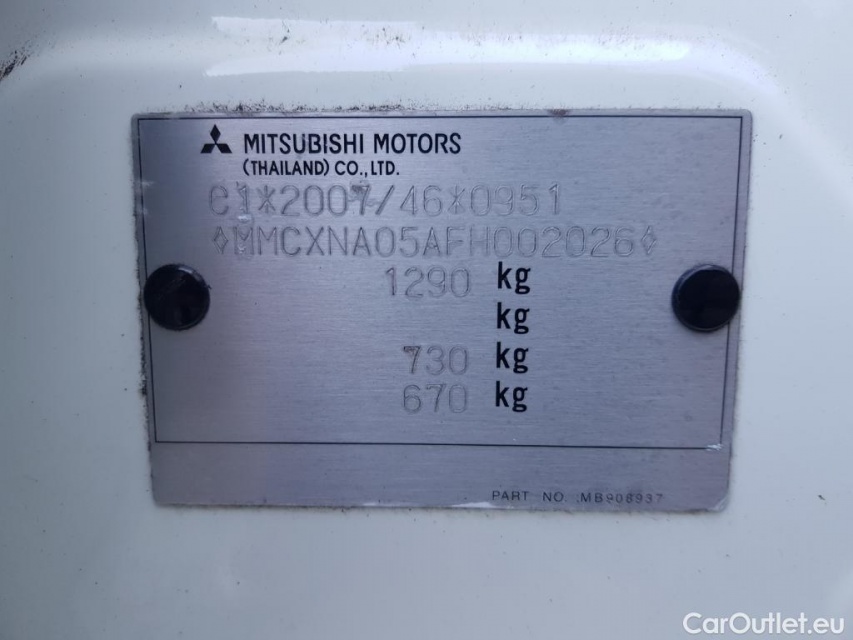 MITSUBISHI MOTORS
(THAILAND) CO.,LTD.
e1*2007/46*0951
◊MMCXNA05AFH002026◊
1290 kg
kg
730 kg
670 kg
PART NO. MB908937
CarOutlet.eu